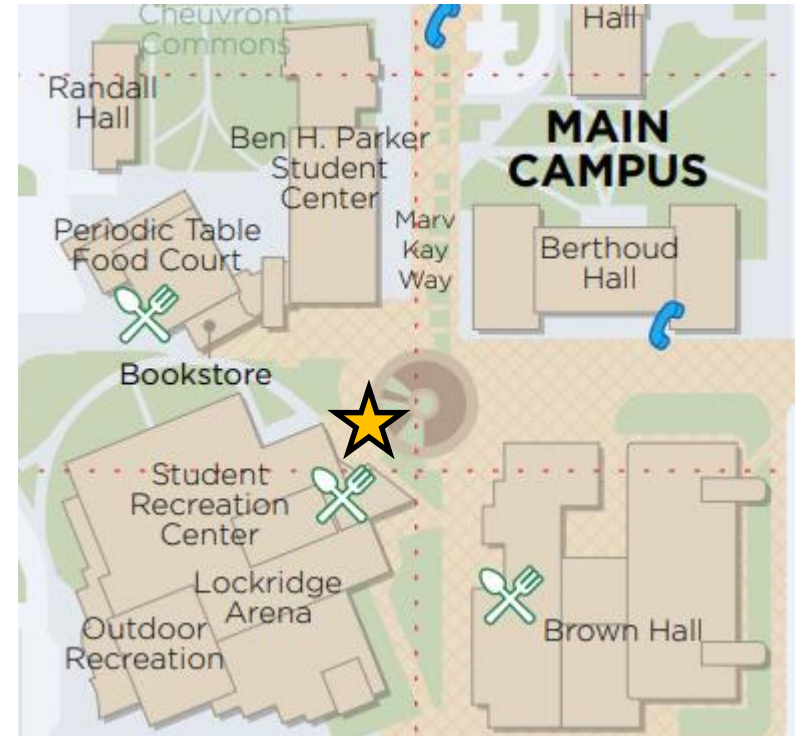 Cheuvront
Commons
Hall
Randall
Hall
Ben H. Parker
Student
Center
MAIN
CAMPUS
Periodic Table
Food Court
Marv
Kay
Way
Berthoud
Hall
Bookstore
Student
Recreation
Center
Lockridge
Arena
Outdoor
Recreation
Brown Hall